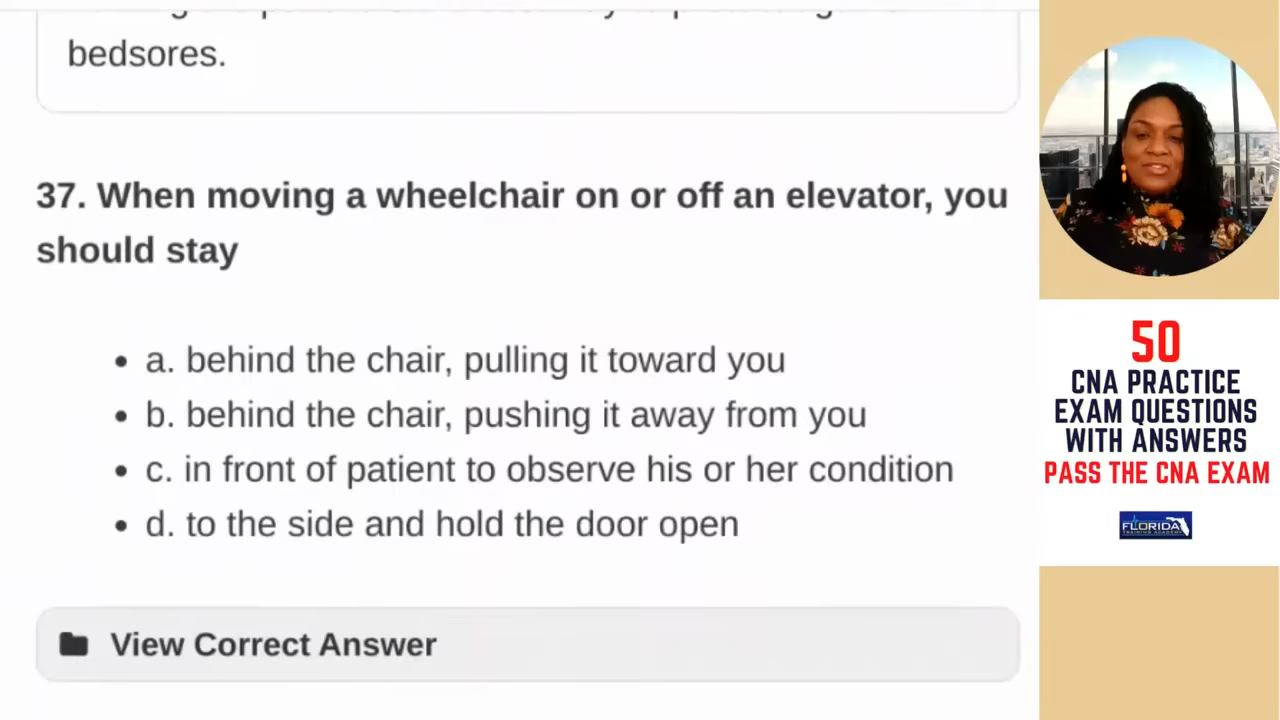 bedsores.
37. When moving a wheelchair on or off an elevator, you
should stay
• a. behind the chair, pulling it toward you
• b. behind the chair, pushing it away from you
• c. in front of patient to observe his or her condition
• d. to the side and hold the door open
View Correct Answer
50
CNA PRACTICE
EXAM QUESTIONS
WITH ANSWERS
PASS THE CNA EXAM
FLORIDA
TRAINING ACADEMY